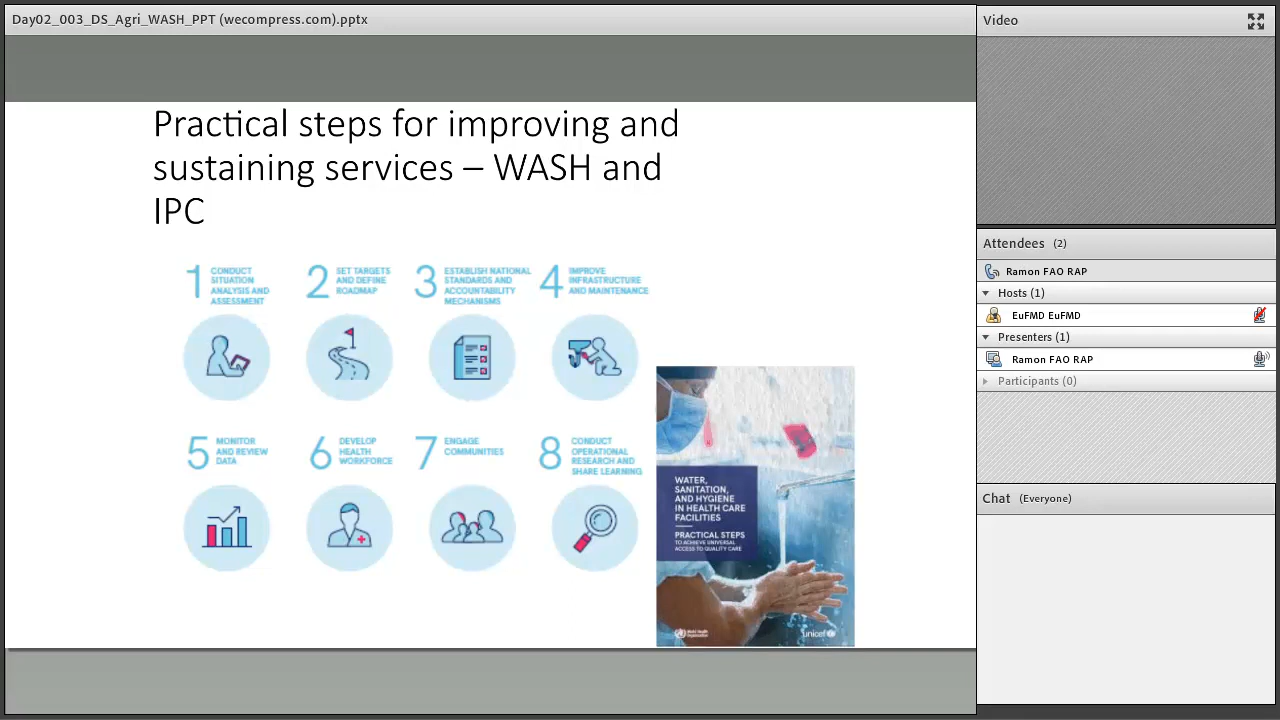 Day02_003_DS_Agri_WASH_PPT (wecompress.com).pptx
Practical steps for improving and
sustaining services – WASH and
IPC
1 CONDUCT
SITUATION
ANALYSIS AND
ASSESSMENT
2 SET TARGETS
AND DEFINE
ROADMAP
3 ESTABLISH NATIONAL
STANDARDS AND
ACCOUNTABILITY
MECHANISMS
4 IMPROVE
INFRASTRUCTURE
AND MAINTENANCE
5 MONITOR
AND REVIEW
DATA
6 DEVELOP
HEALTH
WORKFORCE
7 ENGAGE
COMMUNITIES
8 CONDUCT
OPERATIONAL
RESEARCH AND
SHARE LEARNING
WATER,
SANITATION,
AND HYGIENE
IN HEALTH CARE
FACILITIES
PRACTICAL STEPS
TO ACHIEVE UNIVERSAL
ACCESS TO QUALITY CARE
World Health
Organization
unicef
Video
Attendees (2)
Ramon FAO RAP
Hosts (1)
EuFMD EuFMD
Presenters (1)
Ramon FAO RAP
Participants (0)
Chat (Everyone)